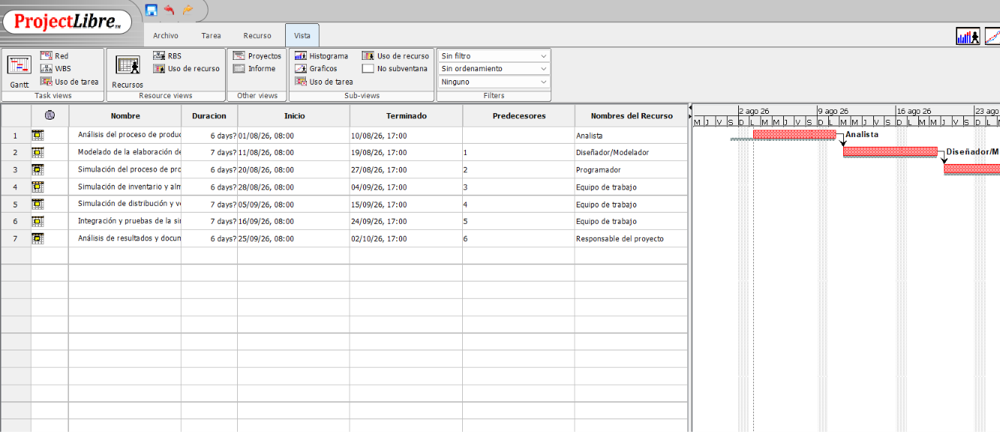 ProjectLibre TM
Archivo Tarea Recurso Vista
Gantt Red WBS Uso de tarea
Task views
Recursos RBS Uso de recurso
Resource views
Proyectos Informe
Other views
Histograma Graficos Uso de tarea Uso de recurso No subventana
Sub-views
Sin filtro
Sin ordenamiento
Ninguno
Filters
Nombre Duracion Inicio Terminado Predecesores Nombres del Recurso
1 Análisis del proceso de produc 6 days? 01/08/26, 08:00 10/08/26, 17:00 Analista
2 Modelado de la elaboración de 7 days? 11/08/26, 08:00 19/08/26, 17:00 1 Diseñador/Modelador
3 Simulación del proceso de pro 6 days? 20/08/26, 08:00 27/08/26, 17:00 2 Programador
4 Simulación de inventario y alm 6 days? 28/08/26, 08:00 04/09/26, 17:00 3 Equipo de trabajo
5 Simulación de distribución y ve 7 days? 05/09/26, 08:00 15/09/26, 17:00 4 Equipo de trabajo
6 Integración y pruebas de la sin 7 days? 16/09/26, 08:00 24/09/26, 17:00 5 Equipo de trabajo
7 Análisis de resultados y docun 6 days? 25/09/26, 08:00 02/10/26, 17:00 6 Responsable del proyecto
2 ago 26 9 ago 26 16 ago 26 23 ago
M J V S D L M M J V S D L M M J V S D L M M J V S D L
Analista
Diseñador/M